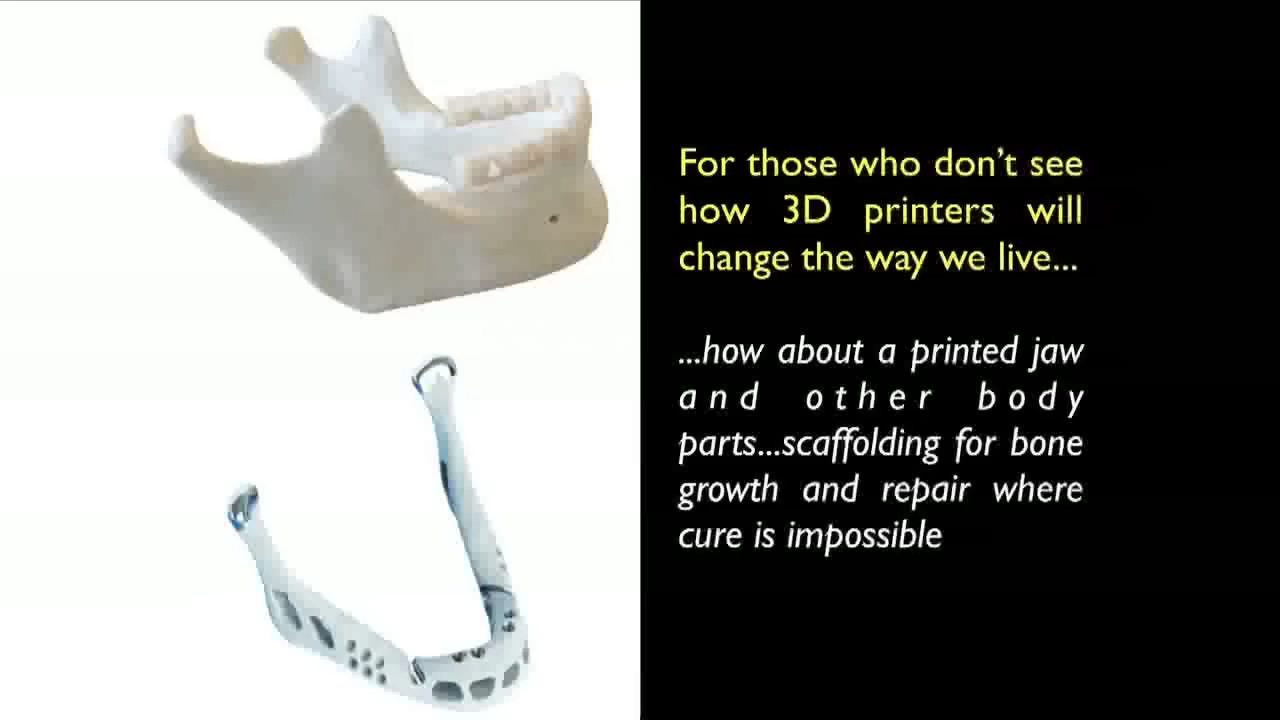 For those who don't see
how 3D printers will
change the way we live...
...how about a printed jaw
and other body
parts...scaffolding for bone
growth and repair where
cure is impossible